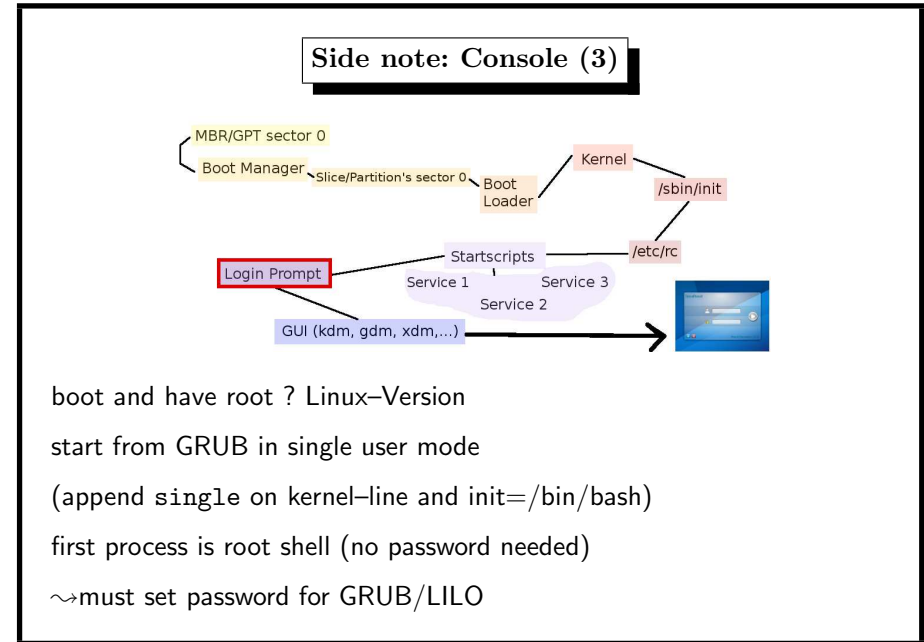 Side note: Console (3)
MBR/GPT sector 0
Boot Manager
Slice/Partition's sector 0
Boot
Loader
Kernel
/sbin/init
/etc/rc
Startscripts
Service 1
Service 2
Service 3
Login Prompt
GUI (kdm, gdm, xdm,...)
boot and have root ? Linux–Version
start from GRUB in single user mode
(append single on kernel–line and init=/bin/bash)
first process is root shell (no password needed)
⤳must set password for GRUB/LILO